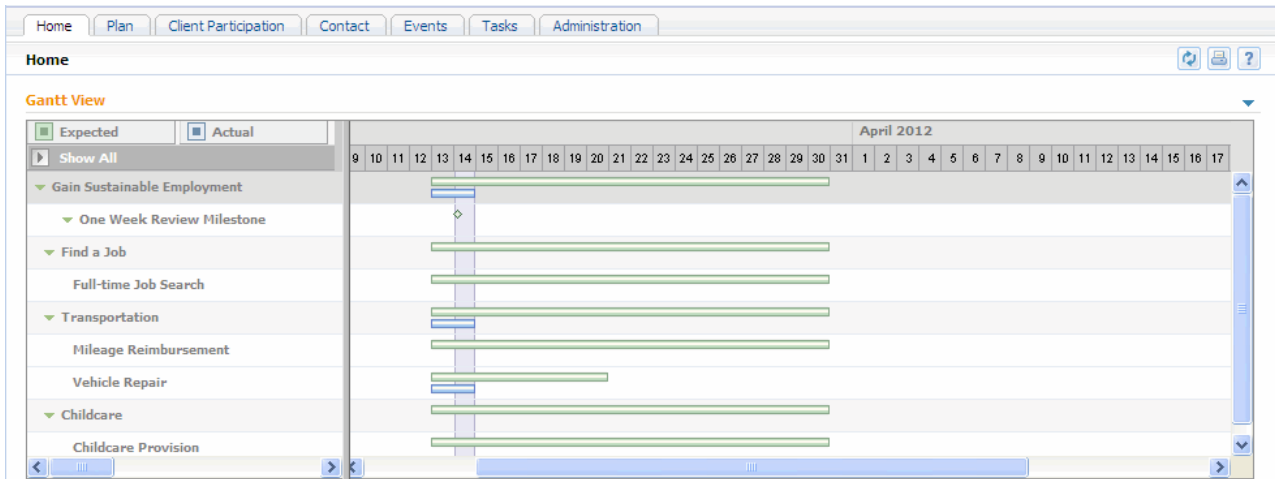 Home Plan Client Participation Contact Events Tasks Administration
Home ?
Gantt View
Expected Actual April 2012
Show All 9 10 11 12 13 14 15 16 17 18 19 20 21 22 23 24 25 26 27 28 29 30 31 1 2 3 4 5 6 7 8 9 10 11 12 13 14 15 16 17
Gain Sustainable Employment
One Week Review Milestone
Find a Job
Full-time Job Search
Transportation
Mileage Reimbursement
Vehicle Repair
Childcare
Childcare Provision